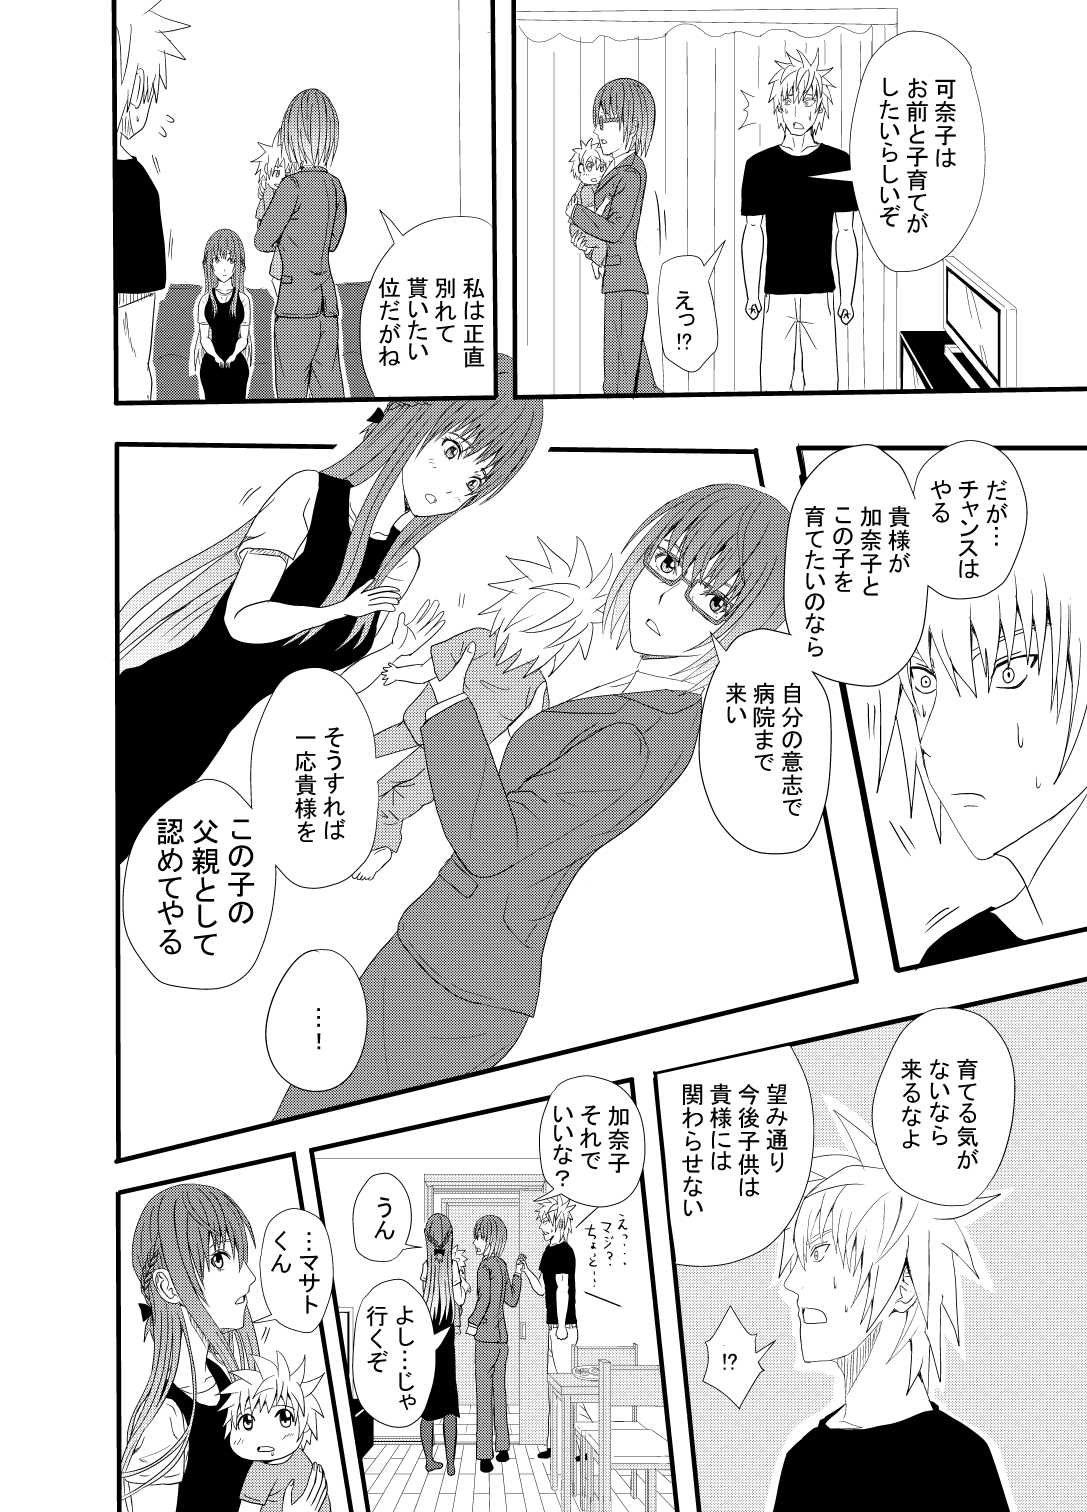 可奈子は
お前と子育てが
したいらしいぞ
えっ!?
私は正直
別れて
貰いたい
位だがね
だが…
チャンスは
やる
貴様が
加奈子と
この子を
育てたいのなら
自分の意志で
病院まで
来い
そうすれば
一応貴様を
この子の
父親として
認めてやる
…!
育てる気が
ないなら
来るなよ
望み通り
今後子供は
貴様には
関わらせない
!?
加奈子
それで
いいな?
えっ…
マジ?
ちょっと…
うん
よし…じゃ
行くぞ
…マサト
くん